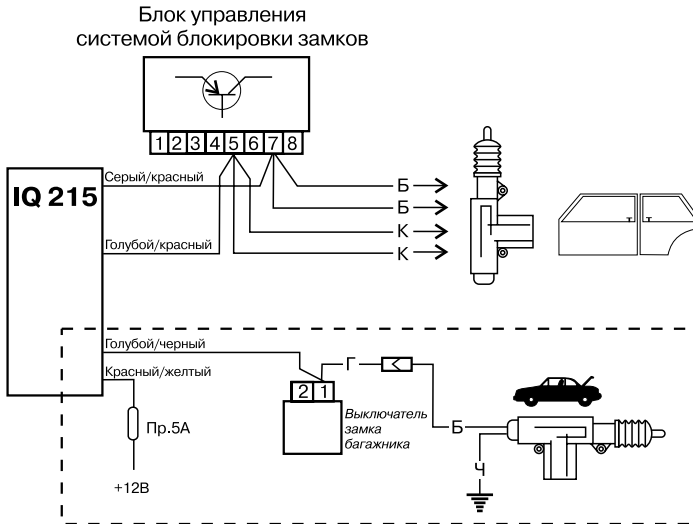 Блок управления
системой блокировки замков
1 2 3 4 5 6 7 8
IQ 215
Серый/красный
Б
Б
К
Голубой/красный
К
Голубой/черный
Г
Красный/желтый
2 1
Пр.5А
Выключатель
замка
багажника
Б
Ч
+12В